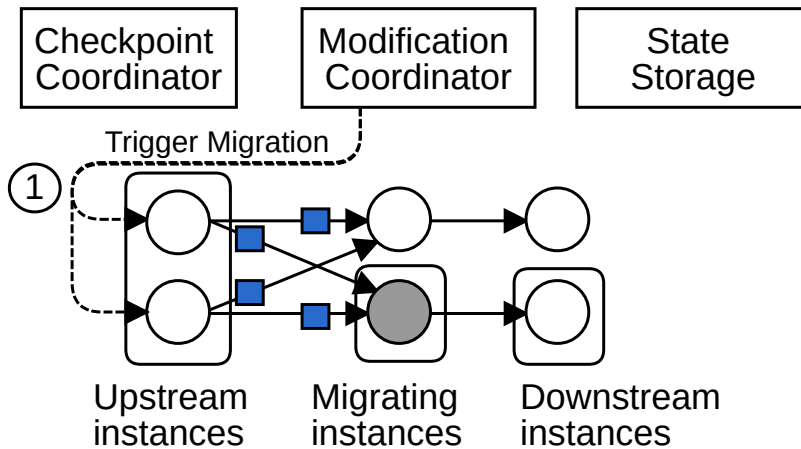 Checkpoint
Coordinator
Modification
Coordinator
State
Storage
Trigger Migration
1
Upstream
instances
Migrating
instances
Downstream
instances